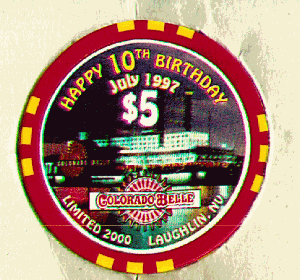 HAPPY 10TH BIRTHDAY
July 1997
$5
COLORADO BELLE
LIMITED 2000 LAUGHLIN, NV